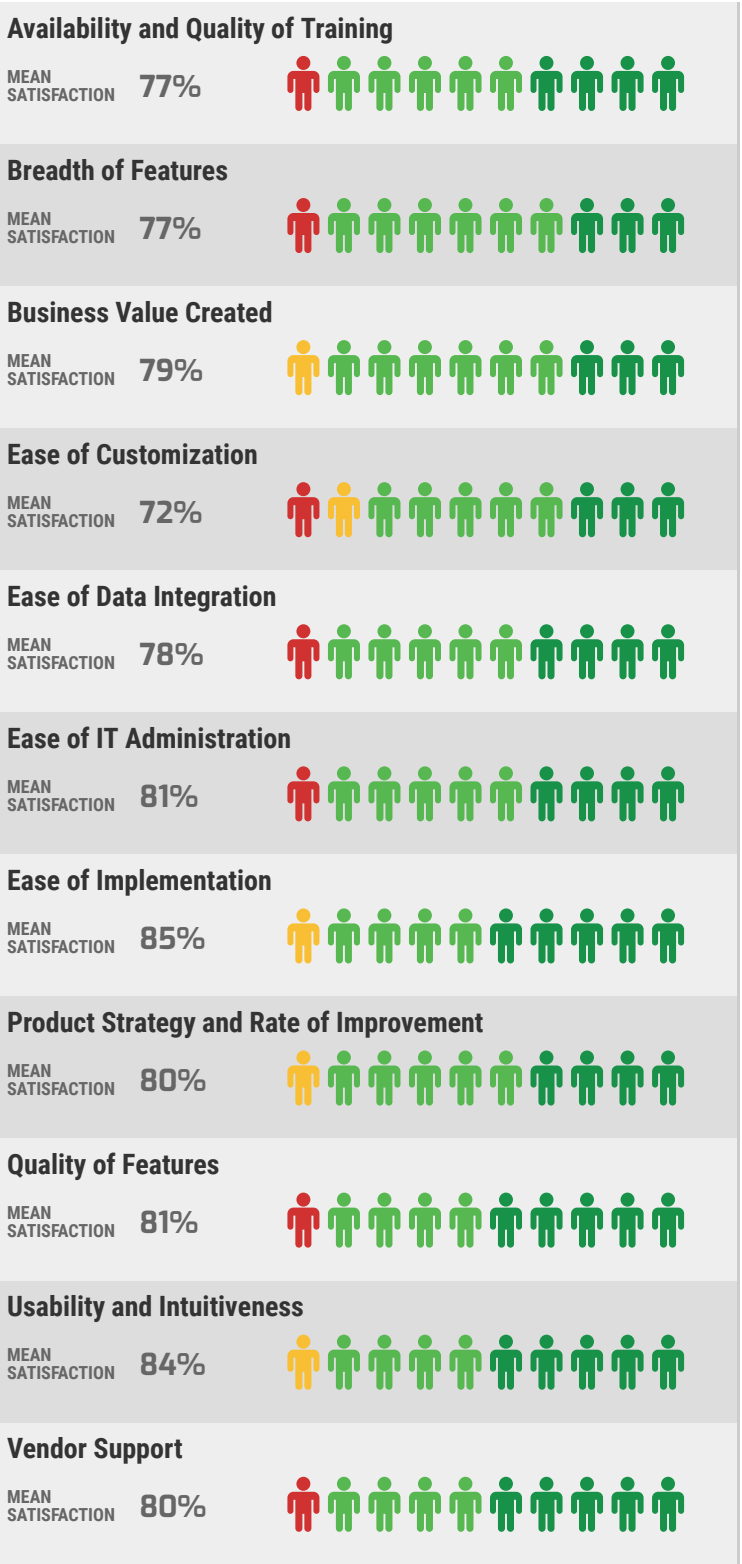 Availability and Quality of Training
MEAN
SATISFACTION
77%
Breadth of Features
MEAN
SATISFACTION
77%
Business Value Created
MEAN
SATISFACTION
79%
Ease of Customization
MEAN
SATISFACTION
72%
Ease of Data Integration
MEAN
SATISFACTION
78%
Ease of IT Administration
MEAN
SATISFACTION
81%
Ease of Implementation
MEAN
SATISFACTION
85%
Product Strategy and Rate of Improvement
MEAN
SATISFACTION
80%
Quality of Features
MEAN
SATISFACTION
81%
Usability and Intuitiveness
MEAN
SATISFACTION
84%
Vendor Support
MEAN
SATISFACTION
80%